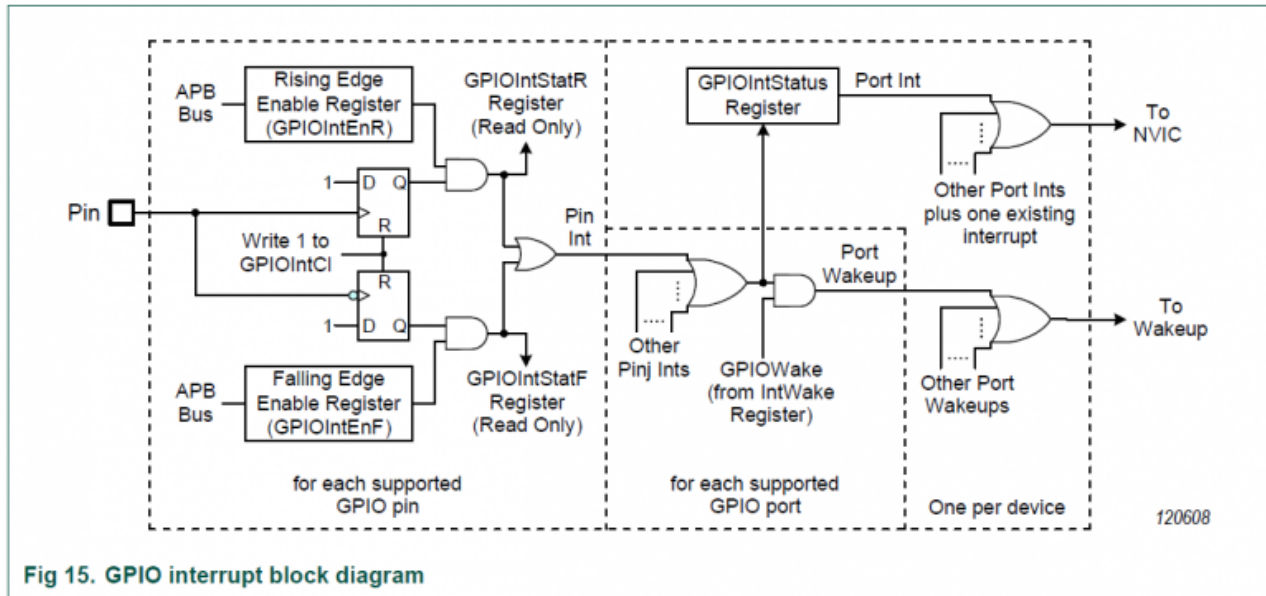 APB
Bus
Rising Edge
Enable Register
(GPIOIntEnR)
GPIOIntStatR
Register
(Read Only)
1
D Q
R
Pin
Write 1 to
GPIOIntCl
R
1
D Q
APB
Bus
Falling Edge
Enable Register
(GPIOIntEnF)
GPIOIntStatF
Register
(Read Only)
for each supported
GPIO pin
Pin
Int
....
Other
Pinj Ints
GPIOIntStatus
Register
Port Int
Port
Wakeup
GPIOWake
(from IntWake
Register)
for each supported
GPIO port
....
Other Port Ints
plus one existing
interrupt
To
NVIC
....
Other Port
Wakeups
To
Wakeup
One per device
120608
Fig 15. GPIO interrupt block diagram